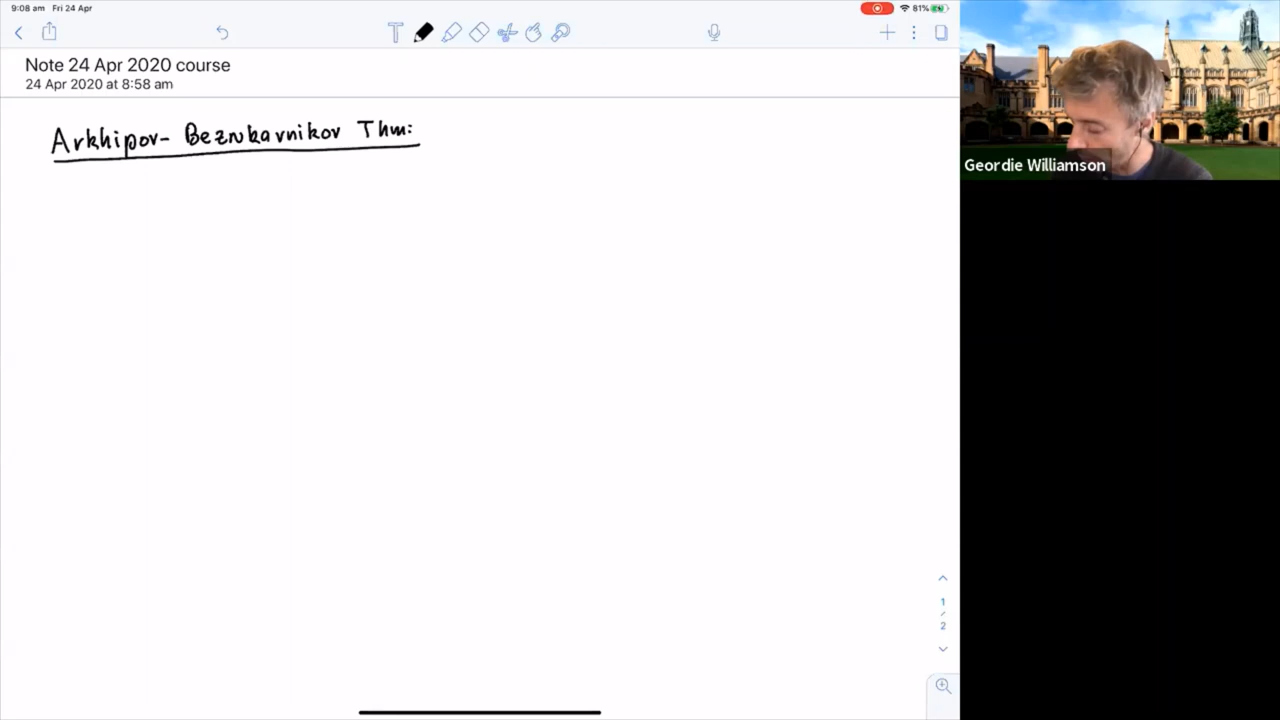 9:08 am Fri 24 Apr
81%
Note 24 Apr 2020 course
24 Apr 2020 at 8:58 am
Arkhipov- Bezrukavnikov Thm:
Geordie Williamson
1
/
2